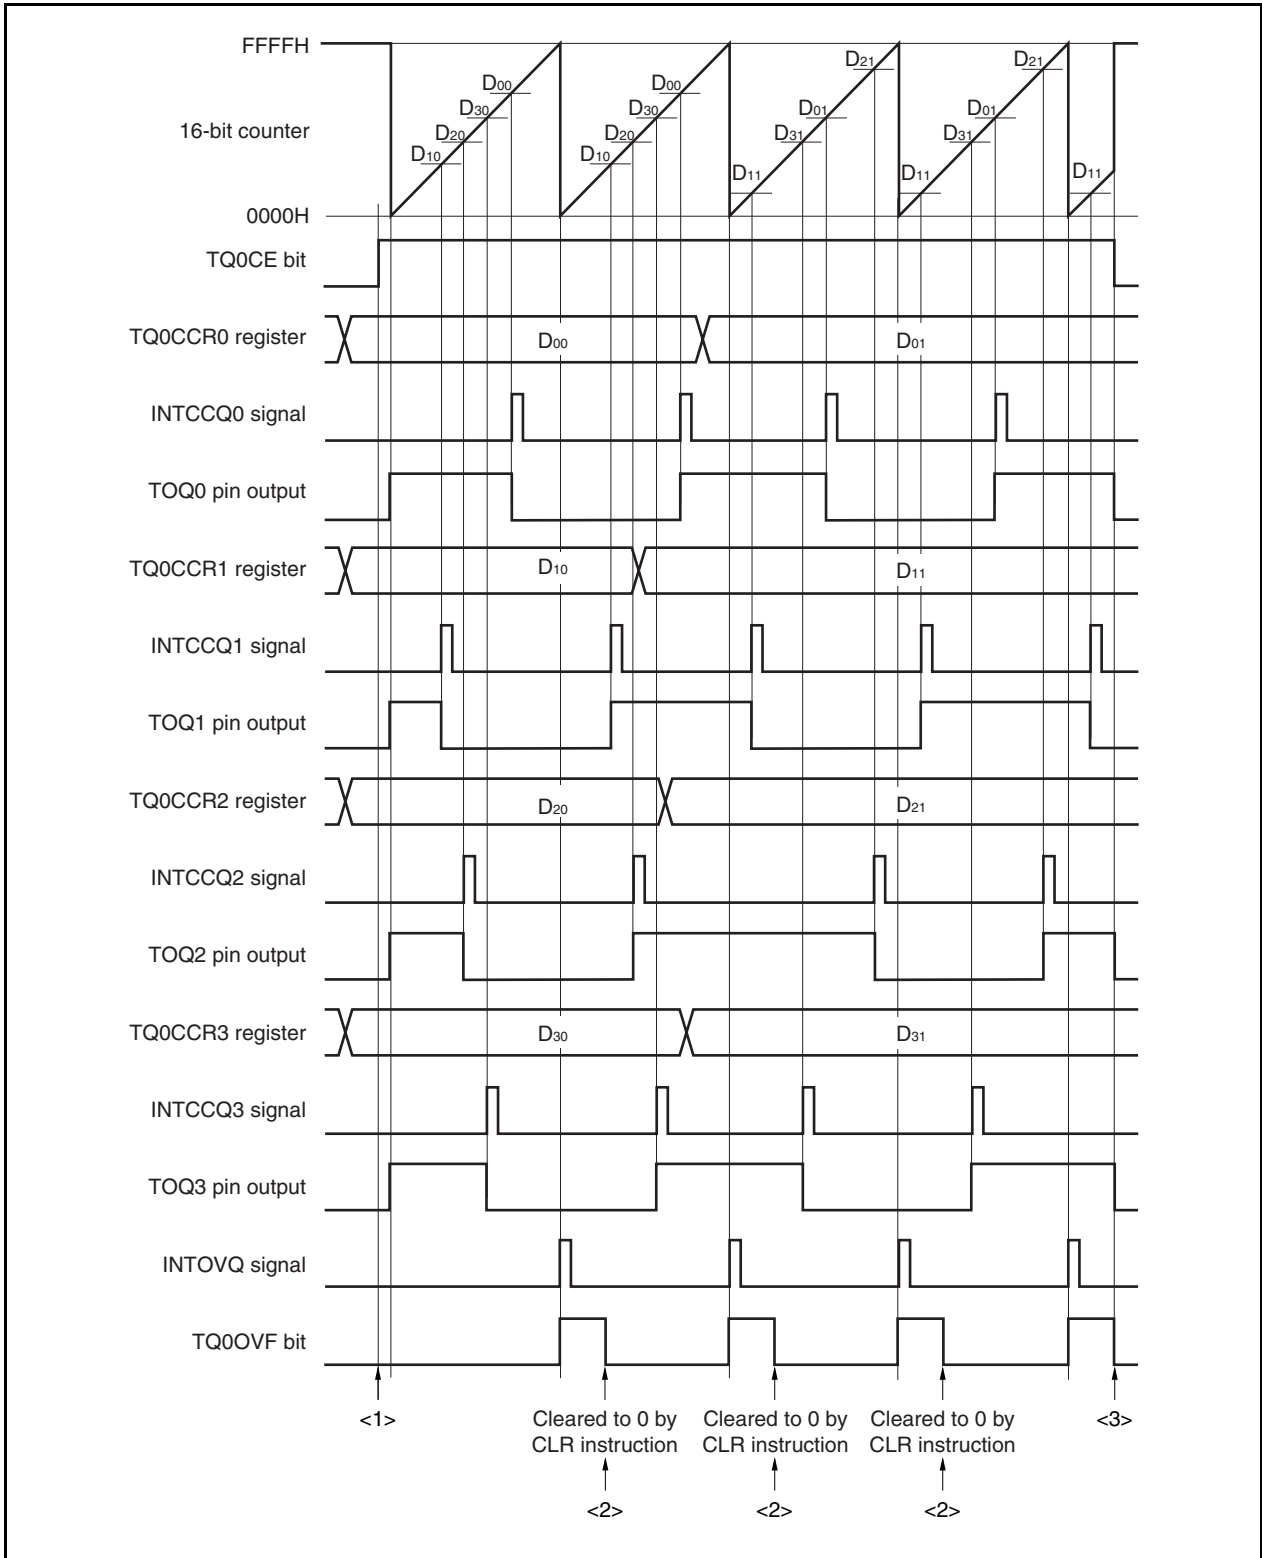 FFFFH
D21 D21
D00 D00
D30 D30 D01 D01
16-bit counter
D20 D20 D31 D31
D10 D10
D11 D11 D11
0000H
TQ0CE bit
TQ0CCR0 register
D00 D01
INTCCQ0 signal
TOQ0 pin output
TQ0CCR1 register
D10 D11
INTCCQ1 signal
TOQ1 pin output
TQ0CCR2 register
D20 D21
INTCCQ2 signal
TOQ2 pin output
TQ0CCR3 register
D30 D31
INTCCQ3 signal
TOQ3 pin output
INTOVQ signal
TQ0OVF bit
<1>
Cleared to 0 by
CLR instruction
<2>
Cleared to 0 by
CLR instruction
<2>
Cleared to 0 by
CLR instruction
<2>
<3>